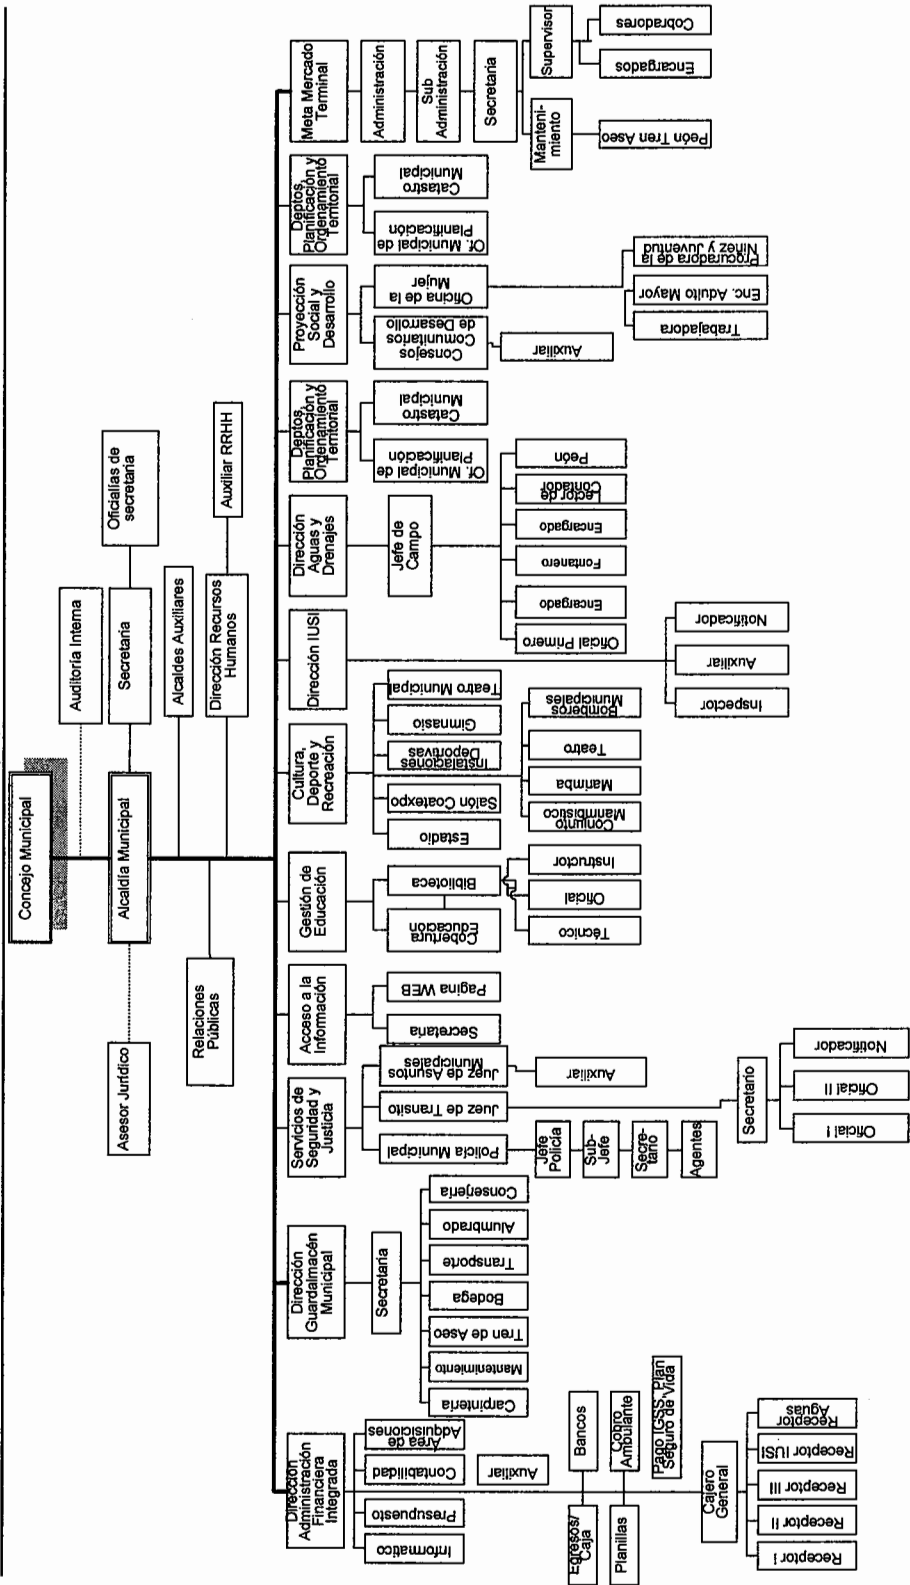 Concejo Municipal
Auditoría Interna
Asesor Jurídico
Alcaldía Municipal
Secretaria
Oficialías de
secretaria
Alcaldes Auxiliares
Relaciones
Públicas
Dirección Recursos
Humanos
Auxiliar RRHH
Dirección
Administración
Financiera
Integrada
Informatico
Presupuesto
Contabilidad
Area de
Adquisiciones
Auxiliar
Egresos/
Caja
Bancos
Planillas
Cobro
Ambulante
Pago IGSS, Plan
Seguro de Vida
Cajero
General
Receptor I
Receptor II
Receptor III
Receptor IUSI
Receptor
Aguas
Dirección
Guardalmacén
Municipal
Secretaria
Carpintería
Mantenimiento
Tren de Aseo
Bodega
Transporte
Alumbrado
Conserjería
Servicios de
Seguridad y
Justicia
Policía Municipal
Juez de Transito
Juez de Asuntos
Municipales
Auxiliar
Jefe
Policía
Sub-
Jefe
Secre-
tario
Agentes
Secretario
Oficial I
Oficial II
Notificador
Acceso a la
Información
Secretaria
Pagina WEB
Gestión de
Educación
Cobertura
Educación
Biblioteca
Técnico
Oficial
Instructor
Cultura,
Deporte y
Recreación
Estadio
Salón Coatexpo
Instalaciones
Deportivas
Gimnasio
Teatro Municipal
Conjunto
Marimbistico
Marimba
Teatro
Bomberos
Municipales
Dirección IUSI
Inspector
Auxiliar
Notificador
Dirección
Aguas y
Drenajes
Jefe de
Campo
Oficial Primero
Encargado
Fontanero
Encargado
Lector de
Contador
Peón
Deptos,
Planificación y
Ordenamiento
Territorial
Of. Municipal de
Planificación
Catastro
Municipal
Proyección
Social y
Desarrollo
Consejos
Comunitarios
de Desarrollo
Oficina de la
Mujer
Auxiliar
Trabajadora
Enc. Adulto Mayor
Procuradora de la
Niñez y Juventud
Deptos,
Planificación y
Ordenamiento
Territorial
Of. Municipal de
Planificación
Catastro
Municipal
Meta Mercado
Terminal
Administración
Sub
Administración
Secretaria
Manteni-
miento
Supervisor
Peón Tren Aseo
Encargados
Cobradores